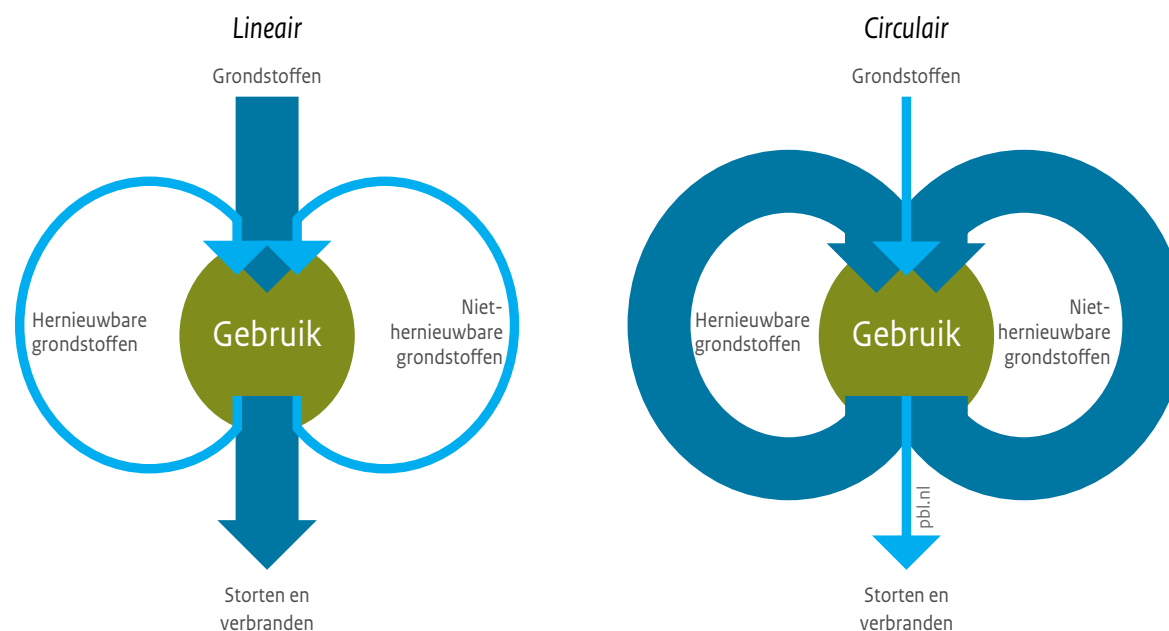 Lineair
Grondstoffen
Hernieuwbare
grondstoffen
Gebruik
Niet-
hernieuwbare
grondstoffen
Storten en
verbranden
Circulair
Grondstoffen
Hernieuwbare
grondstoffen
Gebruik
Niet-
hernieuwbare
grondstoffen
pbl.nl
Storten en
verbranden